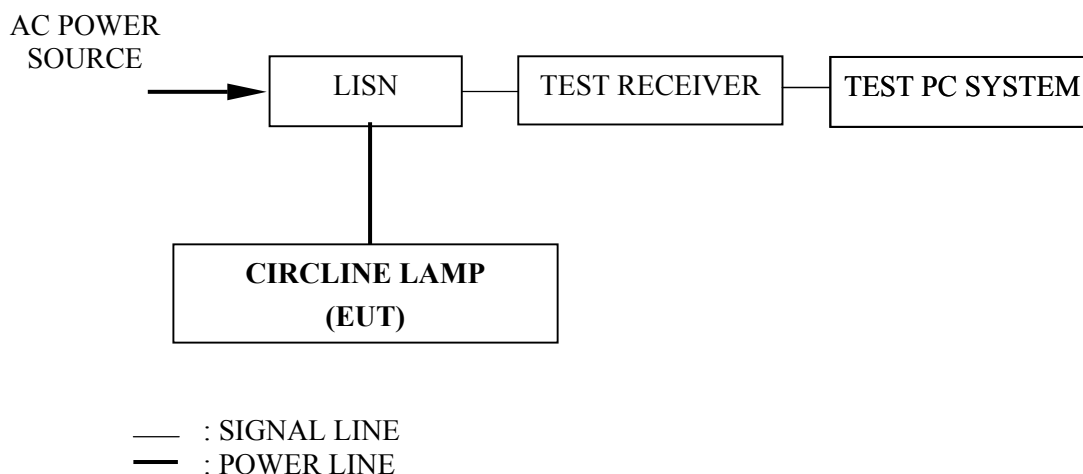 AC POWER
SOURCE
LISN
TEST RECEIVER
TEST PC SYSTEM
CIRCLINE LAMP
(EUT)
: SIGNAL LINE
: POWER LINE